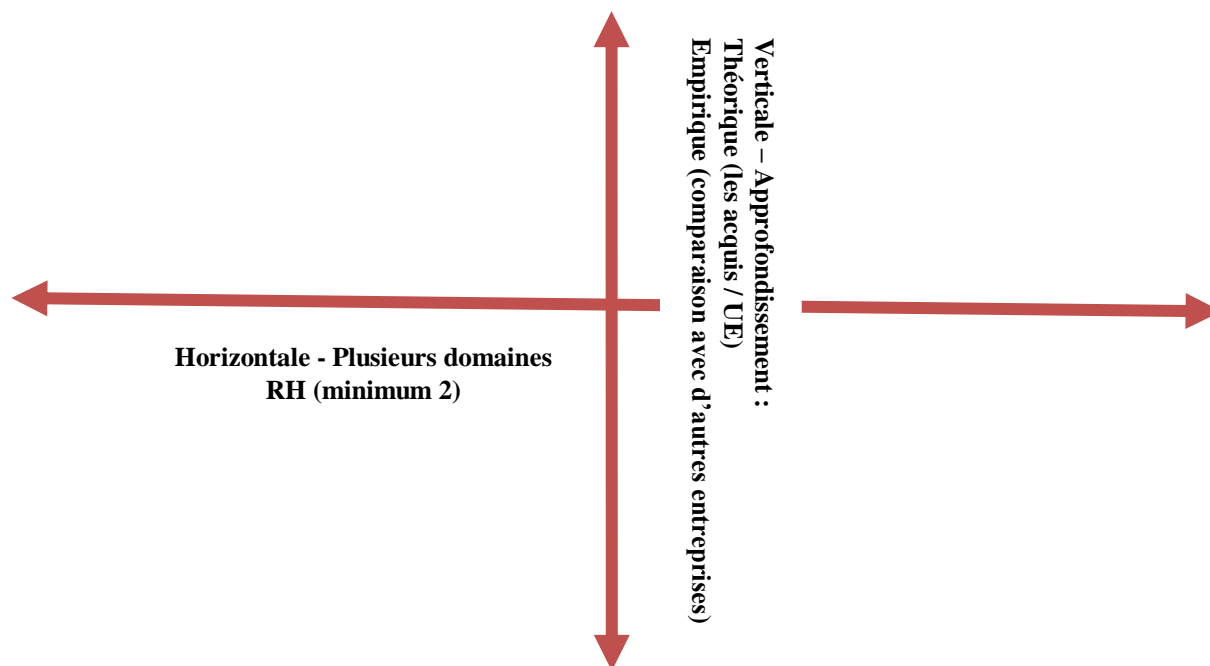 Verticale – Approfondissement :
Théorique (les acquis / UE)
Empirique (comparaison avec d’autres entreprises)
Horizontale - Plusieurs domaines
RH (minimum 2)